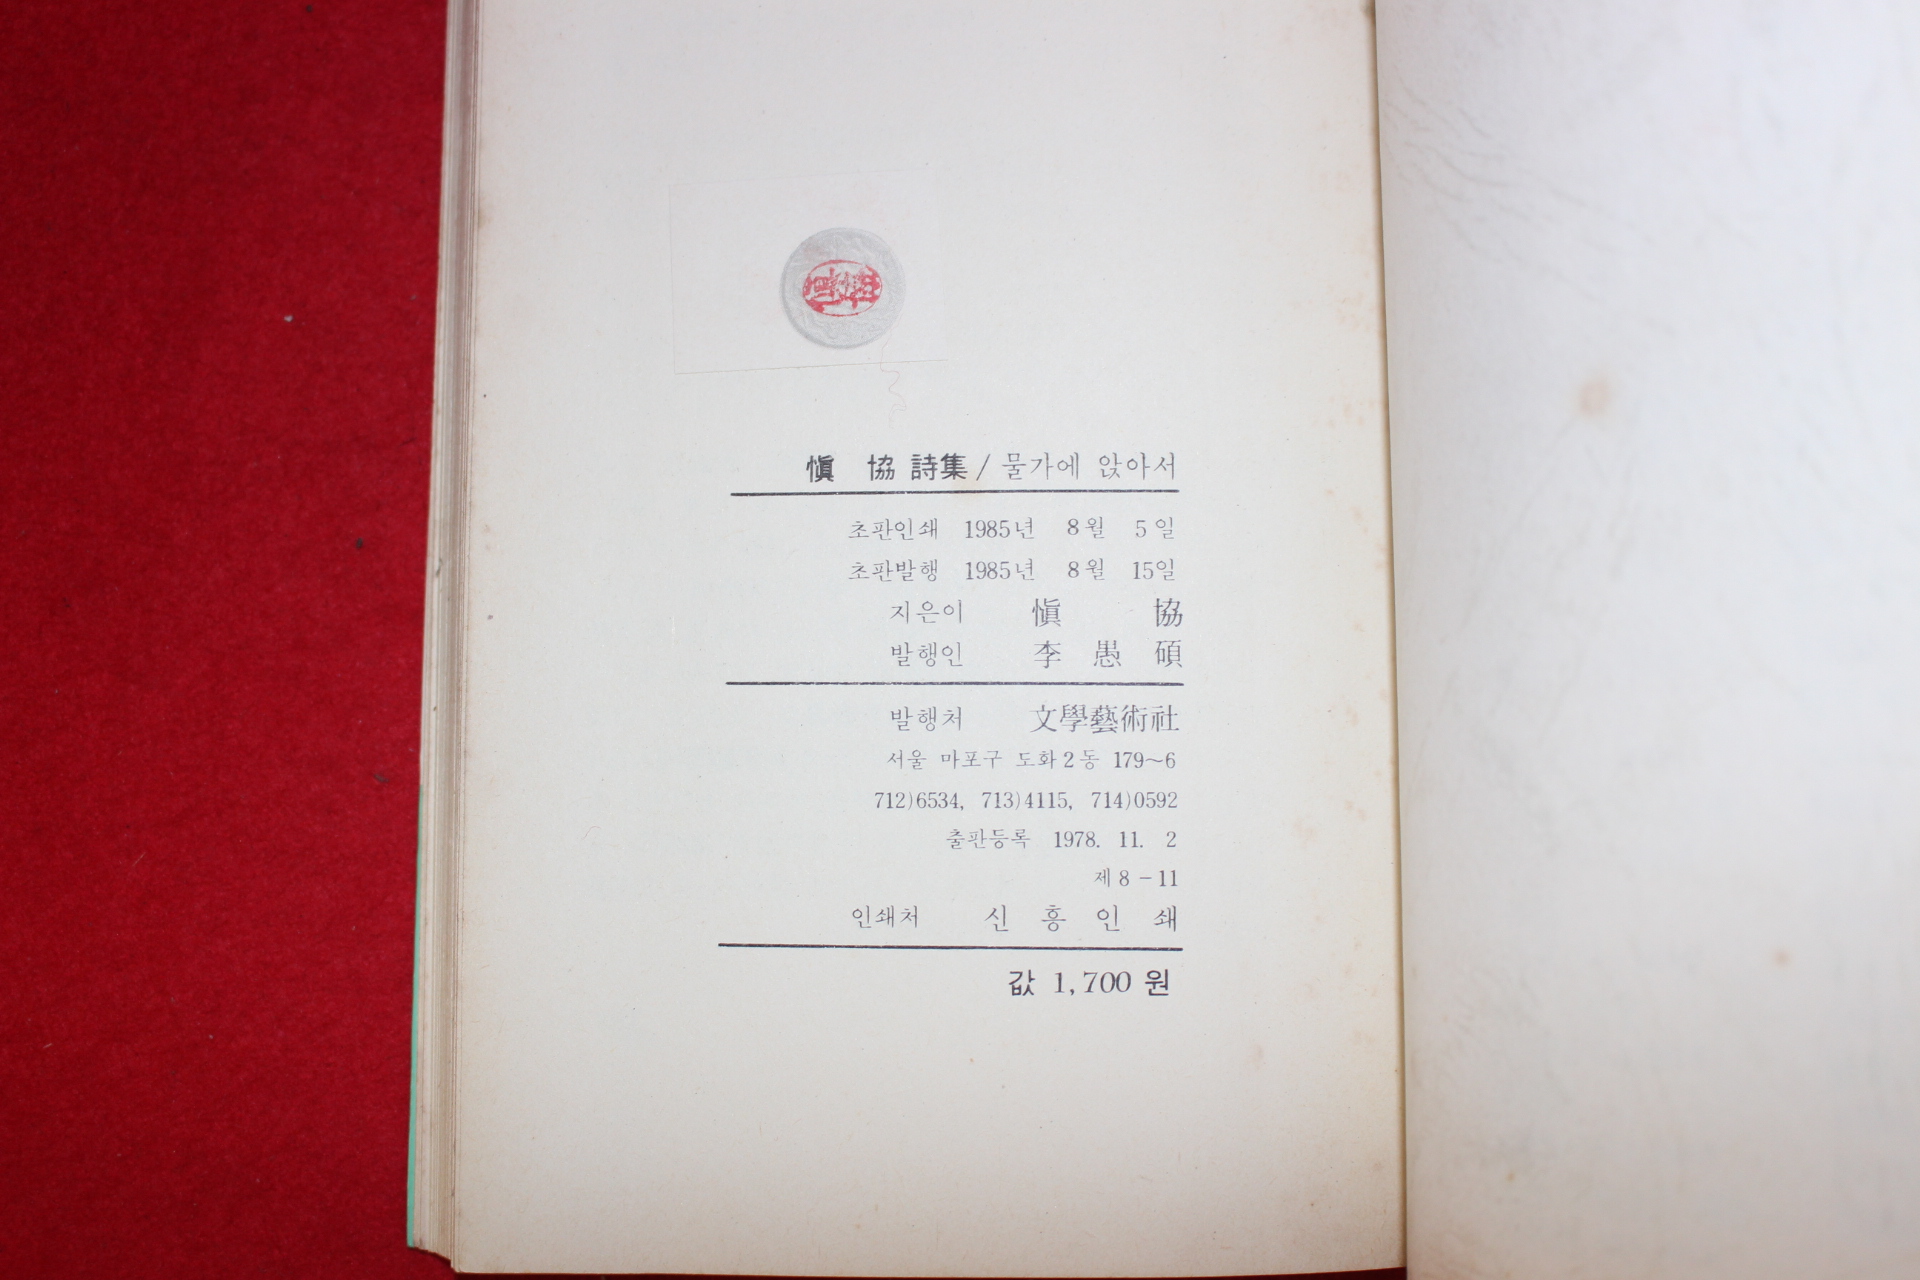 愼 協 詩集 / 물가에 앉아서
초판인쇄 1985년 8월 5일
초판발행 1985년 8월 15일
지은이 愼 協
발행인 李 愚 碩
발행처 文學藝術社
서울 마포구 도화2동 179~6
712)6534, 713)4115, 714)0592
출판등록 1978. 11. 2
제8-11
인쇄처 신흥인쇄
값 1,700원